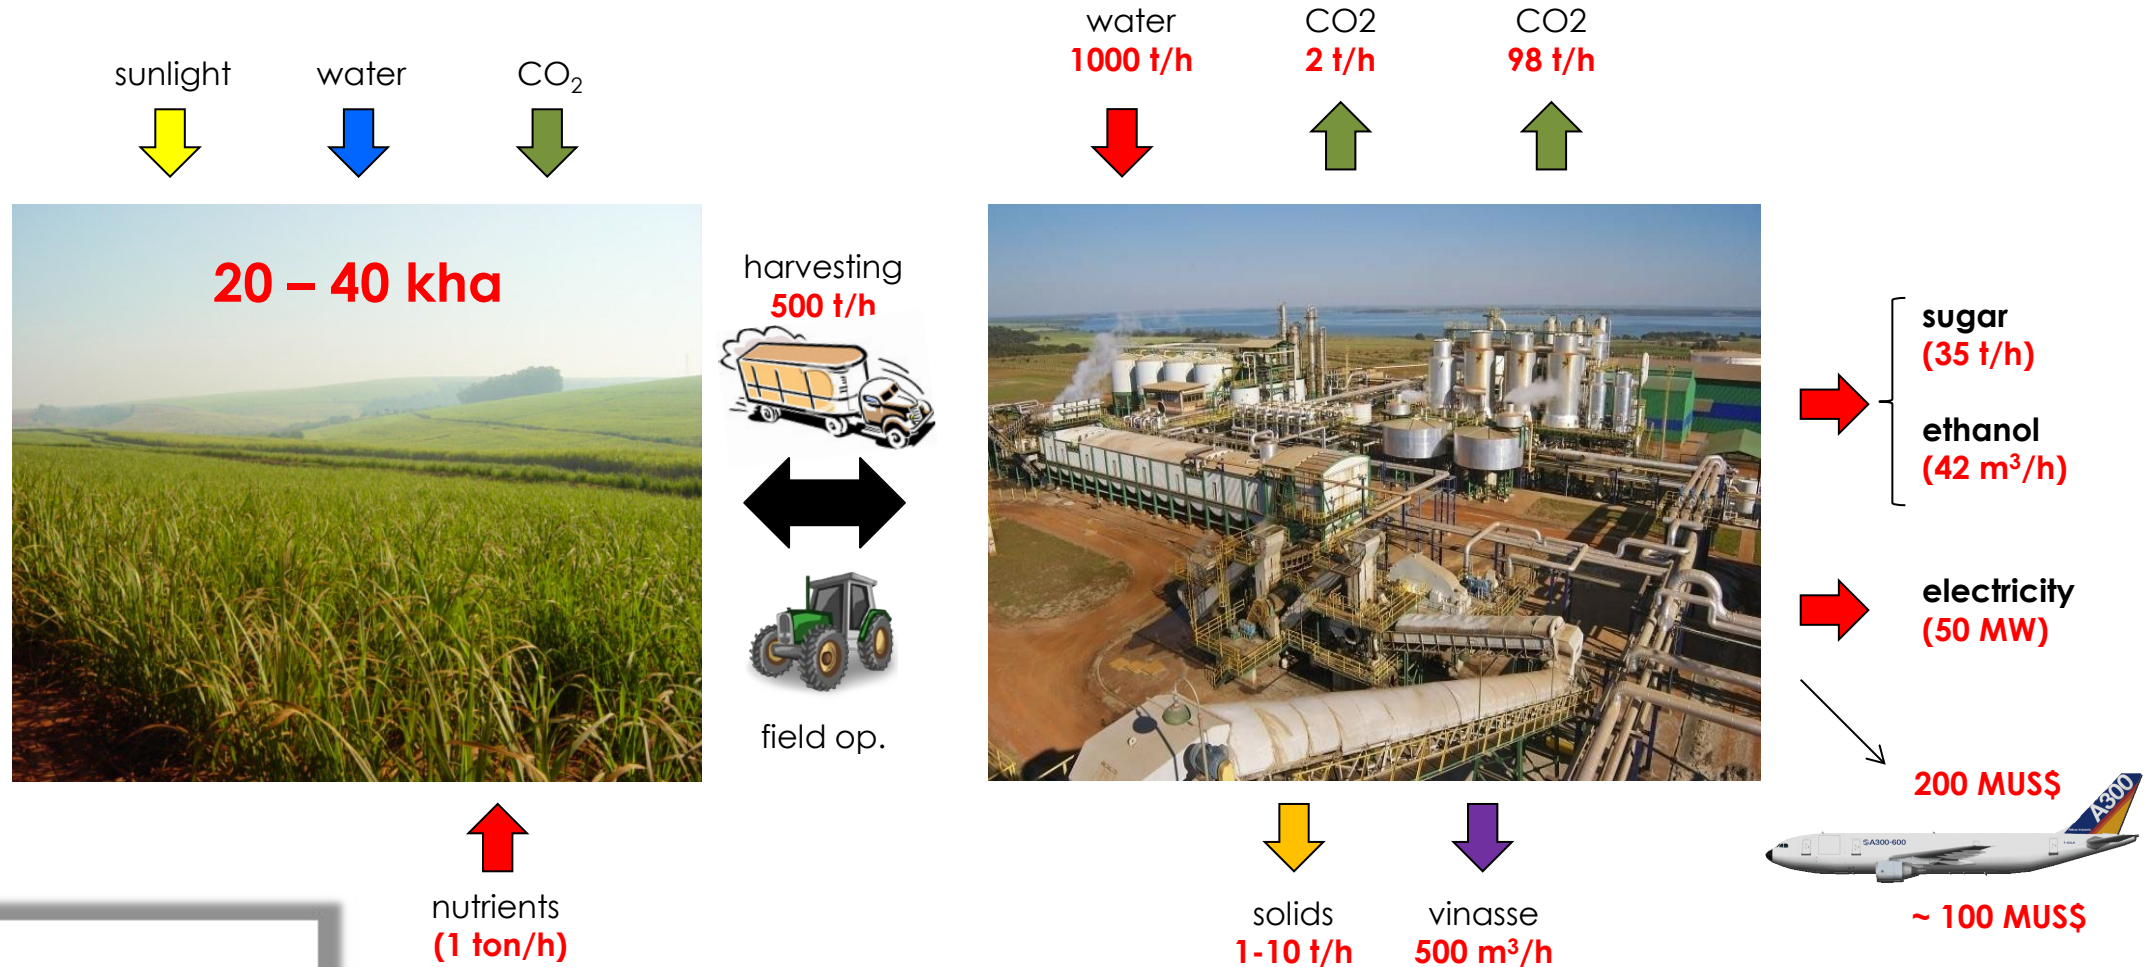 sunlight
water
CO₂
water
1000 t/h
CO2
2 t/h
CO2
98 t/h
20 – 40 kha
harvesting
500 t/h
field op.
sugar
(35 t/h)
ethanol
(42 m³/h)
electricity
(50 MW)
200 MUS$
A300
A300-600
~ 100 MUS$
nutrients
(1 ton/h)
solids
1-10 t/h
vinasse
500 m³/h